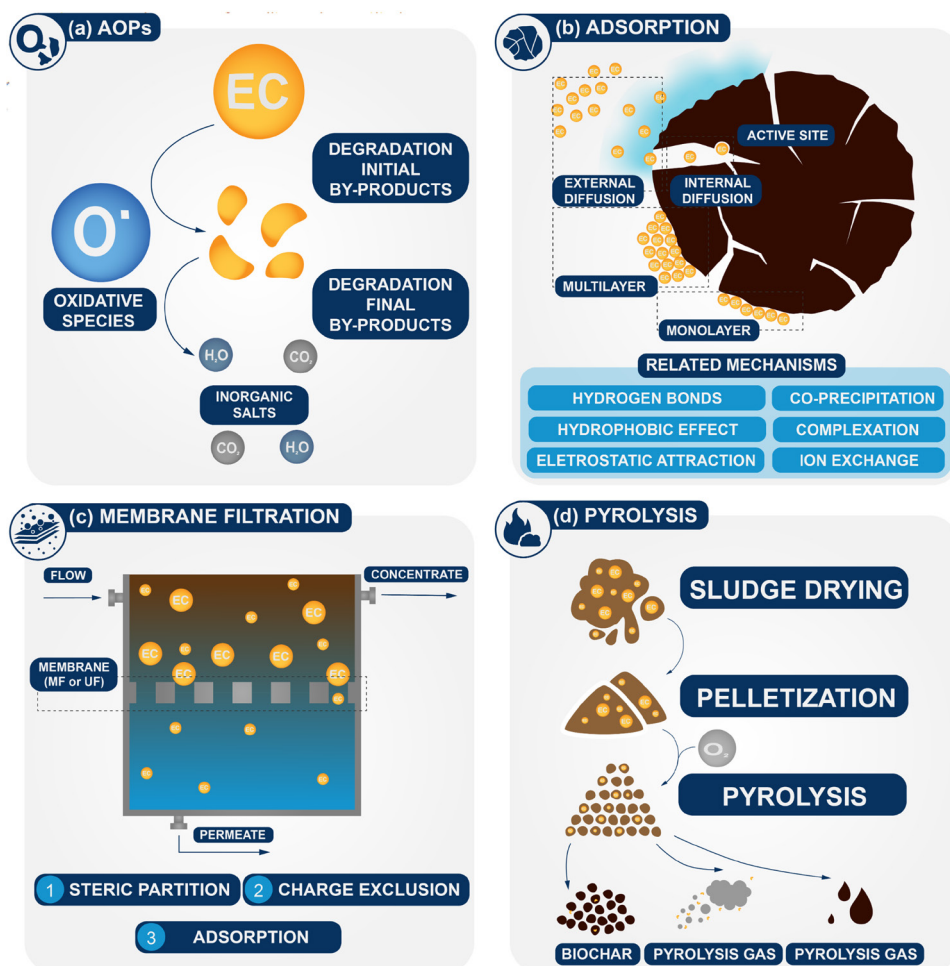 (a) AOPs
EC
O•
OXIDATIVE
SPECIES
DEGRADATION
INITIAL
BY-PRODUCTS
DEGRADATION
FINAL
BY-PRODUCTS
H₂O
CO₂
INORGANIC
SALTS
CO₂
H₂O
(b) ADSORPTION
EC
ACTIVE SITE
EXTERNAL
DIFFUSION
INTERNAL
DIFFUSION
MULTILAYER
MONOLAYER
RELATED MECHANISMS
HYDROGEN BONDS
CO-PRECIPITATION
HYDROPHOBIC EFFECT
COMPLEXATION
ELETROSTATIC ATTRACTION
ION EXCHANGE
(c) MEMBRANE FILTRATION
FLOW
CONCENTRATE
EC
EC
EC
EC
EC
EC
EC
MEMBRANE
(MF or UF)
PERMEATE
1 STERIC PARTITION
2 CHARGE EXCLUSION
3 ADSORPTION
(d) PYROLYSIS
EC
SLUDGE DRYING
PELLETIZATION
O₂
PYROLYSIS
BIOCHAR
PYROLYSIS GAS
PYROLYSIS GAS